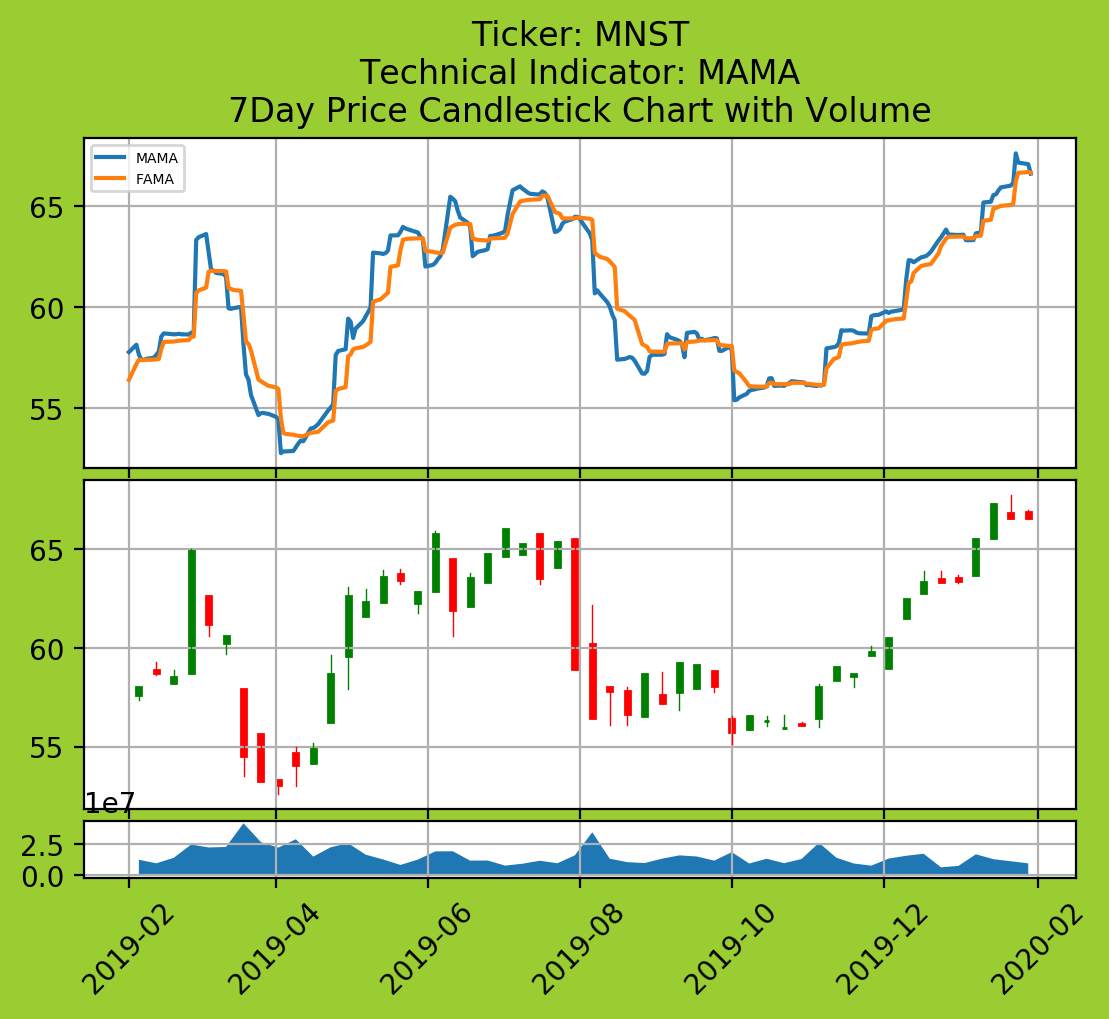 Ticker: MNST
Technical Indicator: MAMA
7Day Price Candlestick Chart with Volume
MAMA
FAMA
65
60
55
65
60
55
1e7
2.5
0.0
2019-02
2019-04
2019-06
2019-08
2019-10
2019-12
2020-02